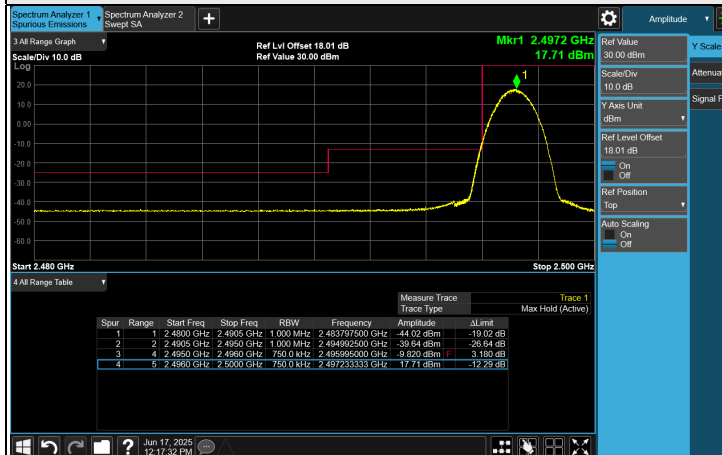 Spectrum Analyzer 1
Spurious Emissions
Spectrum Analyzer 2
Swept SA
+
Amplitude
3 All Range Graph
Scale/Div 10.0 dB
Ref Lvl Offset 18.01 dB
Ref Value 30.00 dBm
Mkr1 2.4972 GHz
17.71 dBm
Log
20.0
10.0
0.00
-10.0
-20.0
-30.0
-40.0
-50.0
-60.0
1
Start 2.480 GHz
Stop 2.500 GHz
4 All Range Table
Measure Trace Trace 1
Trace Type Max Hold (Active)
Spur Range Start Freq Stop Freq RBW Frequency Amplitude ΔLimit
1 1 2.4800 GHz 2.4905 GHz 1.000 MHz 2.483797500 GHz -44.02 dBm -19.02 dB
2 2 2.4905 GHz 2.4950 GHz 1.000 MHz 2.494992500 GHz -39.64 dBm -26.64 dB
3 4 2.4950 GHz 2.4960 GHz 750.0 kHz 2.495995000 GHz -9.820 dBm F 3.180 dB
4 5 2.4960 GHz 2.5000 GHz 750.0 kHz 2.497233333 GHz 17.71 dBm -12.29 dB
Ref Value
30.00 dBm
Scale/Div
10.0 dB
Y Axis Unit
dBm
Ref Level Offset
18.01 dB
On
Off
Ref Position
Top
Auto Scaling
On
Off
Y Scale
Attenua
Signal P
?
Jun 17, 2025
12:17:32 PM